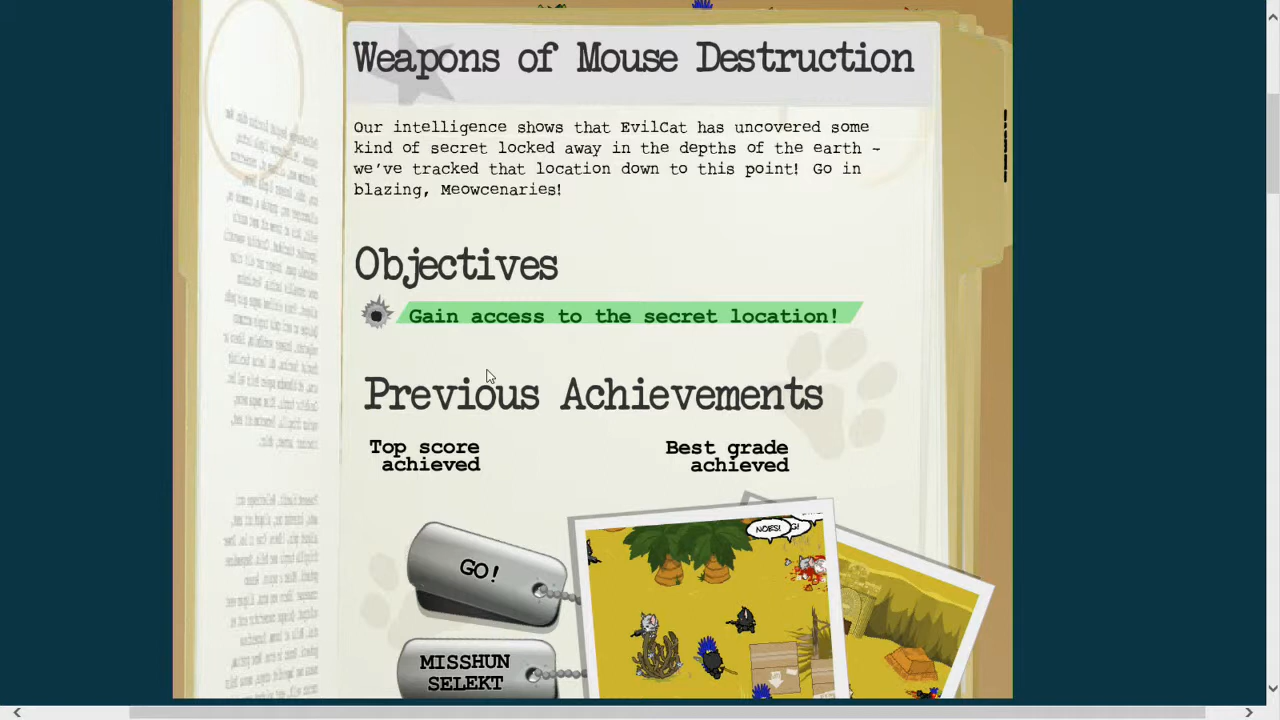 Weapons of Mouse Destruction
Our intelligence shows that EvilCat has uncovered some
kind of secret locked away in the depths of the earth -
we've tracked that location down to this point! Go in
blazing, Meowcenaries!
Objectives
Gain access to the secret location!
Previous Achievements
Top score
achieved
Best grade
achieved
GO!
NOES!
MISSHUN
SELEKT